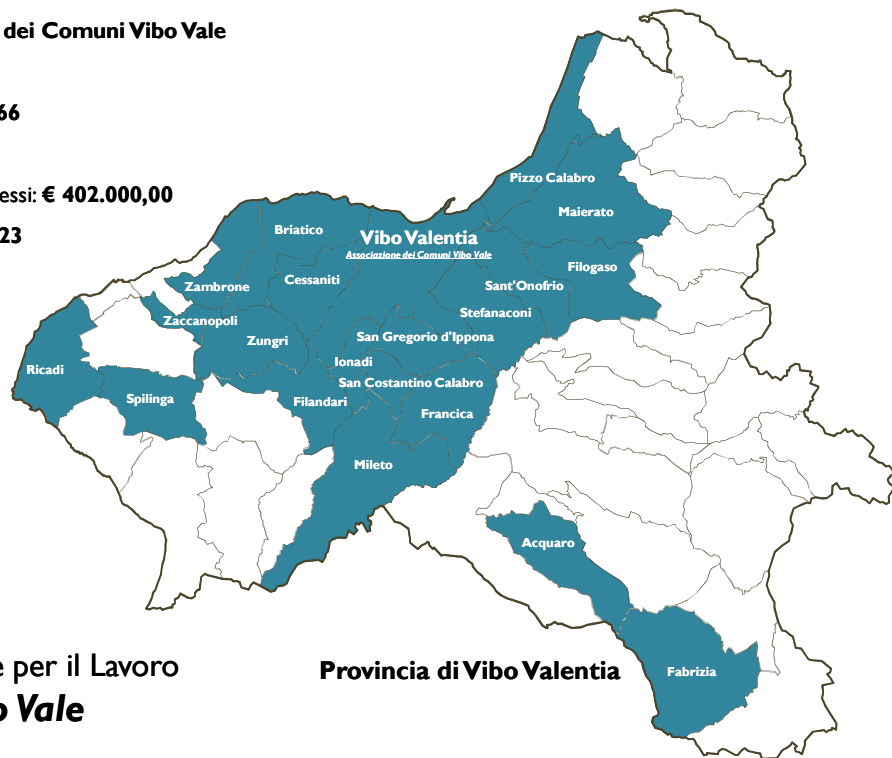 dei Comuni Vibo Vale
66
essi: € 402.000,00
23
Pizzo Calabro
Maierato
Briatico
Vibo Valentia
Associazione dei Comuni Vibo Vale
Filogaso
Cessaniti
Sant'Onofrio
Zambrone
Stefanaconi
Zaccanopoli
San Gregorio d'Ippona
Zungri
Ionadi
Ricadi
San Costantino Calabro
Spilinga
Filandari
Francica
Mileto
Acquaro
e per il Lavoro
Provincia di Vibo Valentia
Fabrizia
o Vale